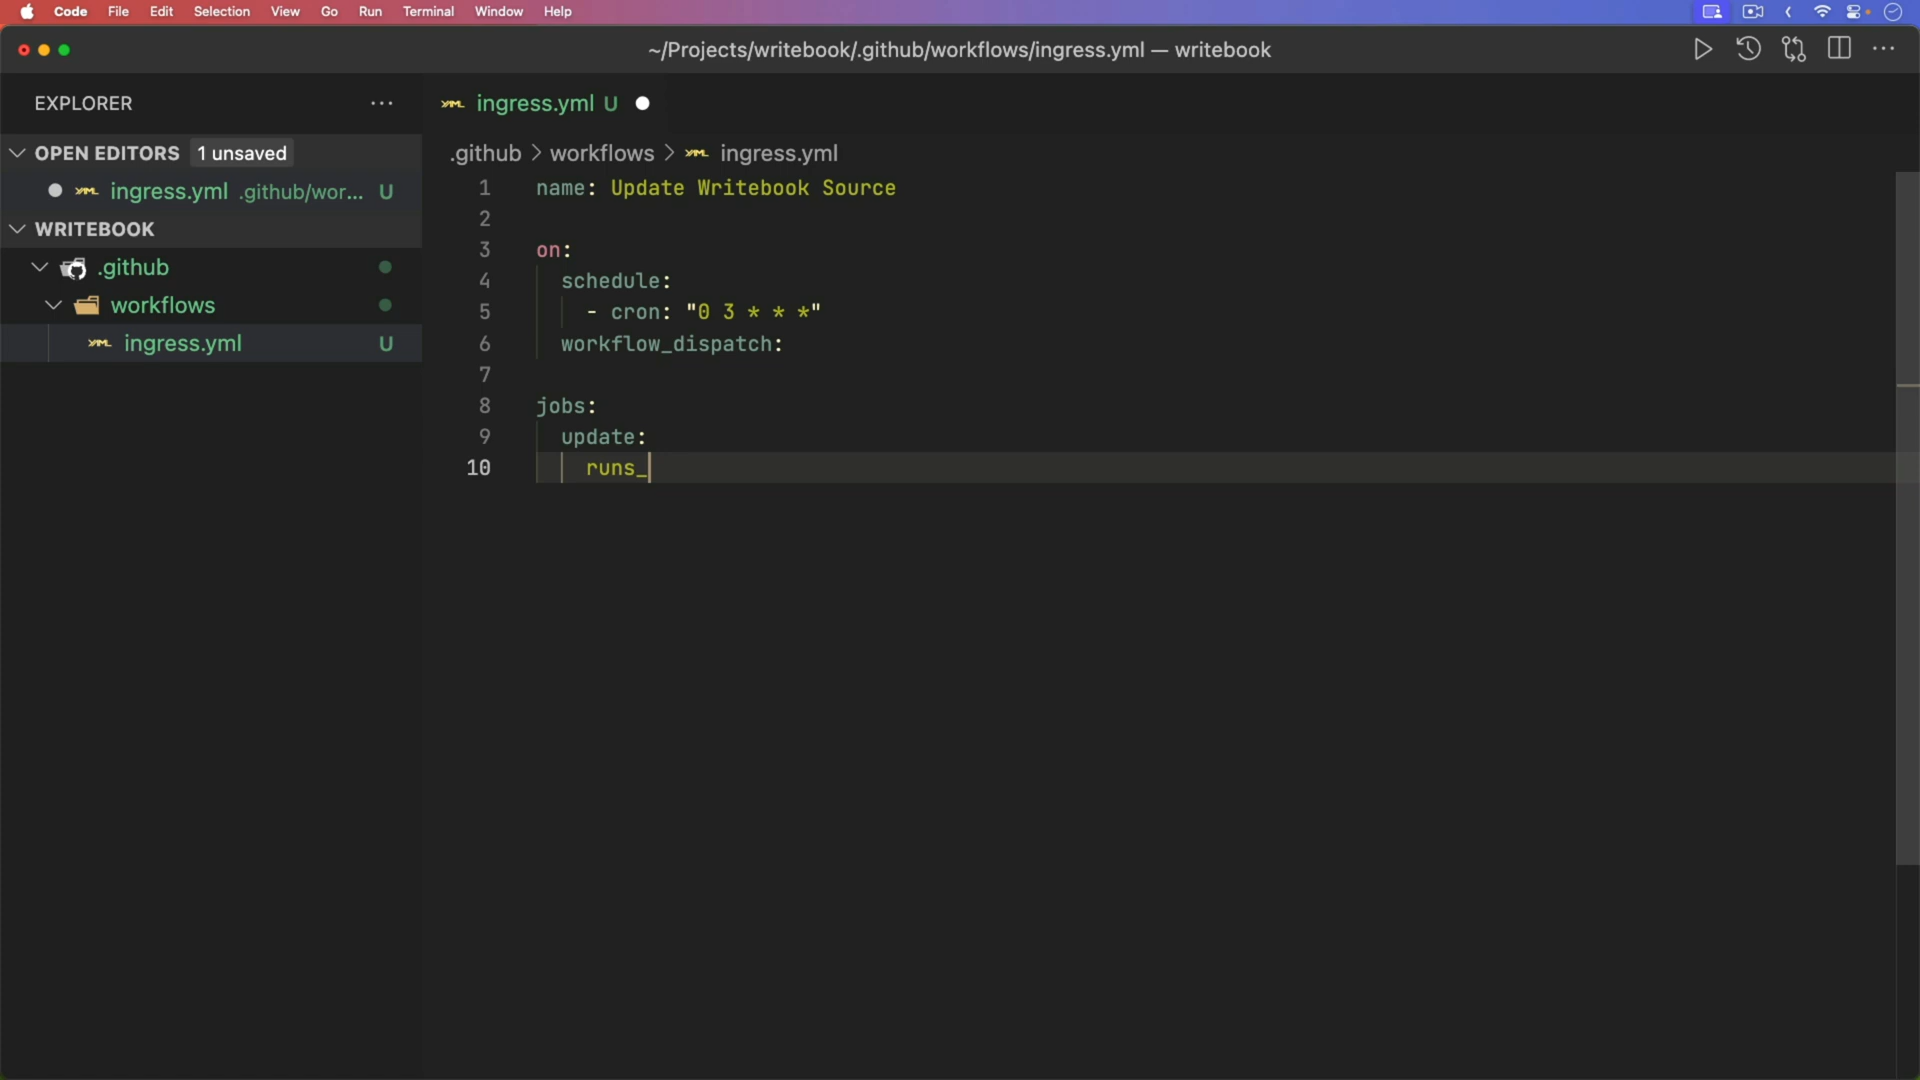 Code File Edit Selection View Go Run Terminal Window Help
~/Projects/writebook/.github/workflows/ingress.yml — writebook
EXPLORER
OPEN EDITORS 1 unsaved
ingress.yml .github/wor... U
WRITEBOOK
.github
workflows
ingress.yml U
ingress.yml U
.github > workflows > ingress.yml
1 name: Update Writebook Source
2
3 on:
4 schedule:
5 - cron: "0 3 * * *"
6 workflow_dispatch:
7
8 jobs:
9 update:
10 runs_